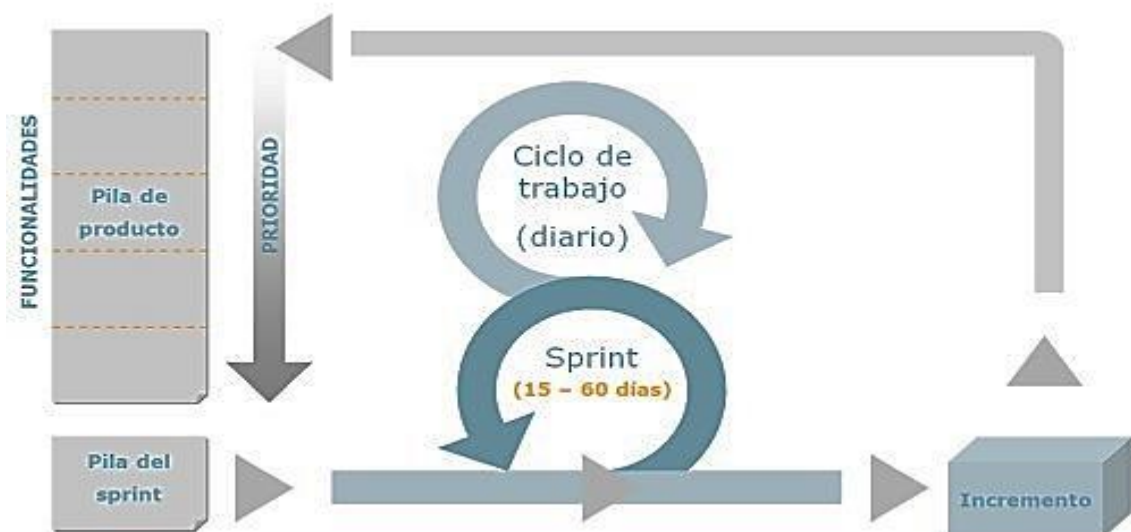 FUNCIONALIDADES
Pila de
producto
PRIORIDAD
Ciclo de
trabajo
(diario)
Sprint
(15 – 60 días)
Pila del
sprint
Incremento